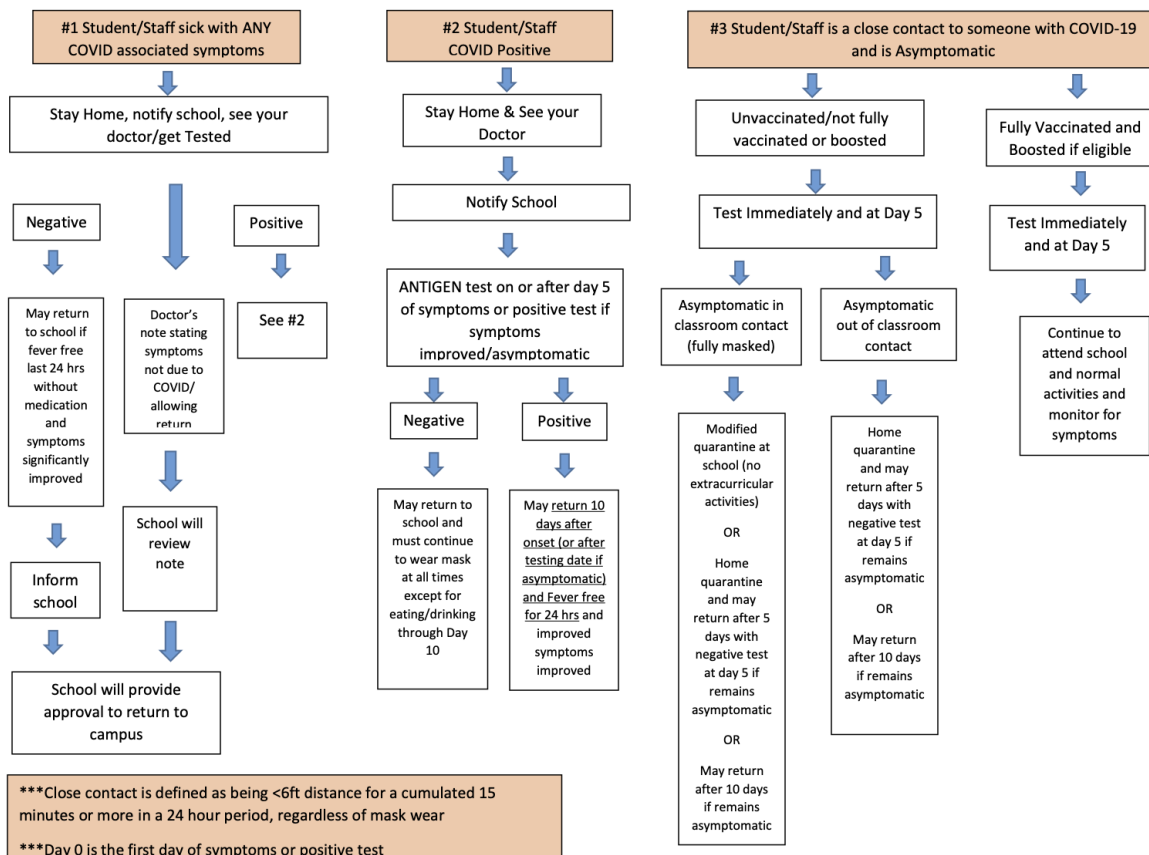 #1 Student/Staff sick with ANY
COVID associated symptoms
Stay Home, notify school, see your
doctor/get Tested
Negative
Positive
May return
to school if
fever free
last 24 hrs
without
medication
and
symptoms
significantly
improved
Doctor's
note stating
symptoms
not due to
COVID/
allowing
return
See #2
Inform
school
School will
review
note
School will provide
approval to return to
campus
#2 Student/Staff
COVID Positive
Stay Home & See your
Doctor
Notify School
ANTIGEN test on or after day 5
of symptoms or positive test if
symptoms
improved/asymptomatic
Negative
Positive
May return to
school and
must continue
to wear mask
at all times
except for
eating/drinking
through Day
10
May return 10
days after
onset (or after
testing date if
asymptomatic)
and Fever free
for 24 hrs and
improved
symptoms
improved
#3 Student/Staff is a close contact to someone with COVID-19
and is Asymptomatic
Unvaccinated/not fully
vaccinated or boosted
Test Immediately and at Day 5
Asymptomatic in
classroom contact
(fully masked)
Asymptomatic
out of classroom
contact
Modified
quarantine at
school (no
extracurricular
activities)
OR
Home
quarantine
and may
return after 5
days with
negative test
at day 5 if
remains
asymptomatic
OR
May return
after 10 days
if remains
asymptomatic
Home
quarantine
and may
return after 5
days with
negative test
at day 5 if
remains
asymptomatic
OR
May return
after 10 days
if remains
asymptomatic
Fully Vaccinated and
Boosted if eligible
Test Immediately
and at Day 5
Continue to
attend school
and normal
activities and
monitor for
symptoms
***Close contact is defined as being <6ft distance for a cumulated 15
minutes or more in a 24 hour period, regardless of mask wear
***Day 0 is the first day of symptoms or positive test